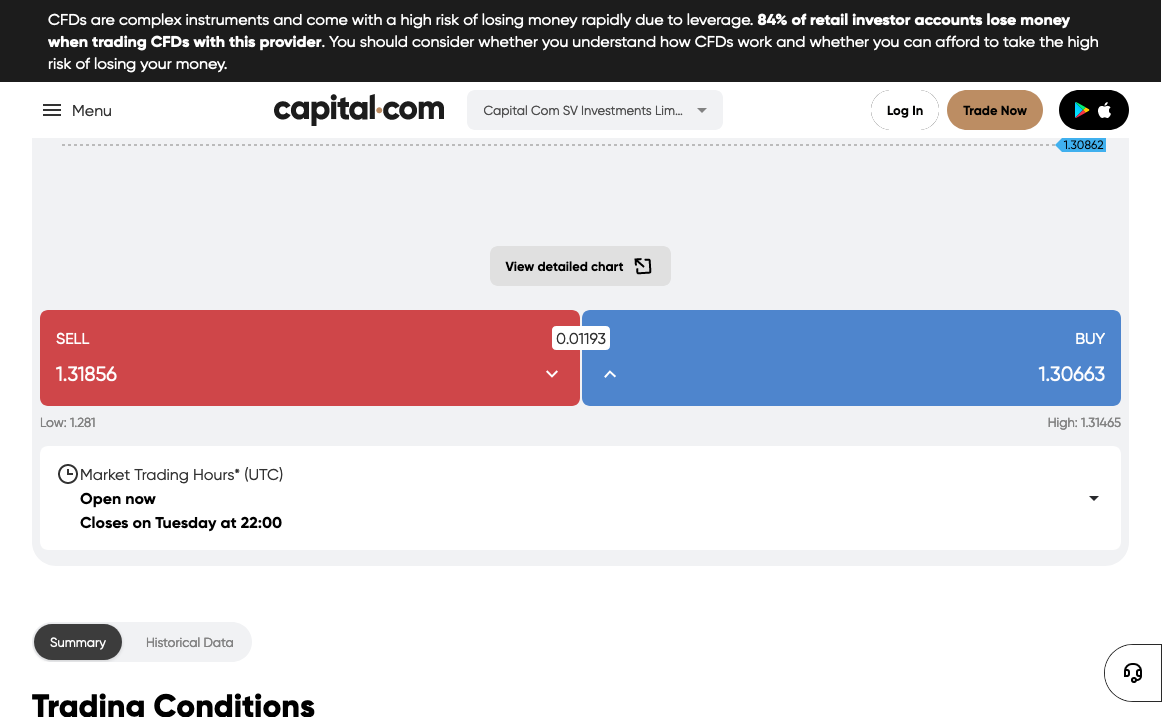 CFDs are complex instruments and come with a high risk of losing money rapidly due to leverage. 84% of retail investor accounts lose money
when trading CFDs with this provider. You should consider whether you understand how CFDs work and whether you can afford to take the high
risk of losing your money.
Menu
capital.com
Capital Com SV Investments Lim...
Log In
Trade Now
1.30862
View detailed chart
SELL
0.01193
BUY
1.31856
1.30663
Low: 1.281
High: 1.31465
Market Trading Hours* (UTC)
Open now
Closes on Tuesday at 22:00
Summary
Historical Data
Trading Conditions